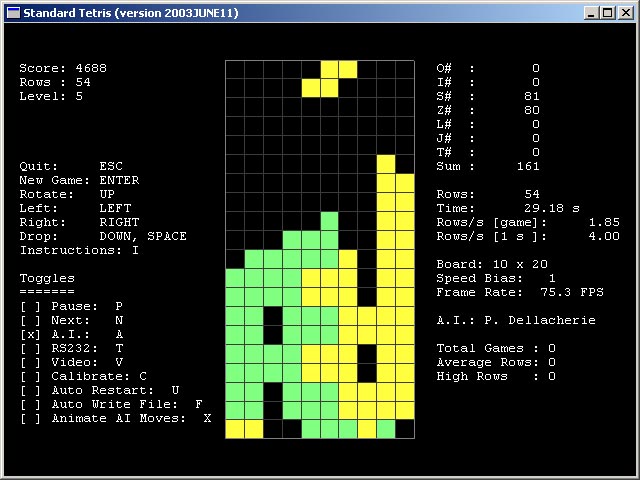 Standard Tetris (version 2003JUNE11)
Score: 4688
Rows : 54
Level: 5
Quit: ESC
New Game: ENTER
Rotate: UP
Left: LEFT
Right: RIGHT
Drop: DOWN, SPACE
Instructions: I
Toggles
=======
[ ] Pause: P
[ ] Next: N
[x] A.I.: A
[ ] RS232: T
[ ] Video: V
[ ] Calibrate: C
[ ] Auto Restart: U
[ ] Auto Write File: F
[ ] Animate AI Moves: X
O# : 0
I# : 0
S# : 81
Z# : 80
L# : 0
J# : 0
T# : 0
Sum : 161
Rows: 54
Time: 29.18 s
Rows/s [game]: 1.85
Rows/s [1 s ]: 4.00
Board: 10 x 20
Speed Bias: 1
Frame Rate: 75.3 FPS
A.I.: P. Dellacherie
Total Games : 0
Average Rows: 0
High Rows : 0